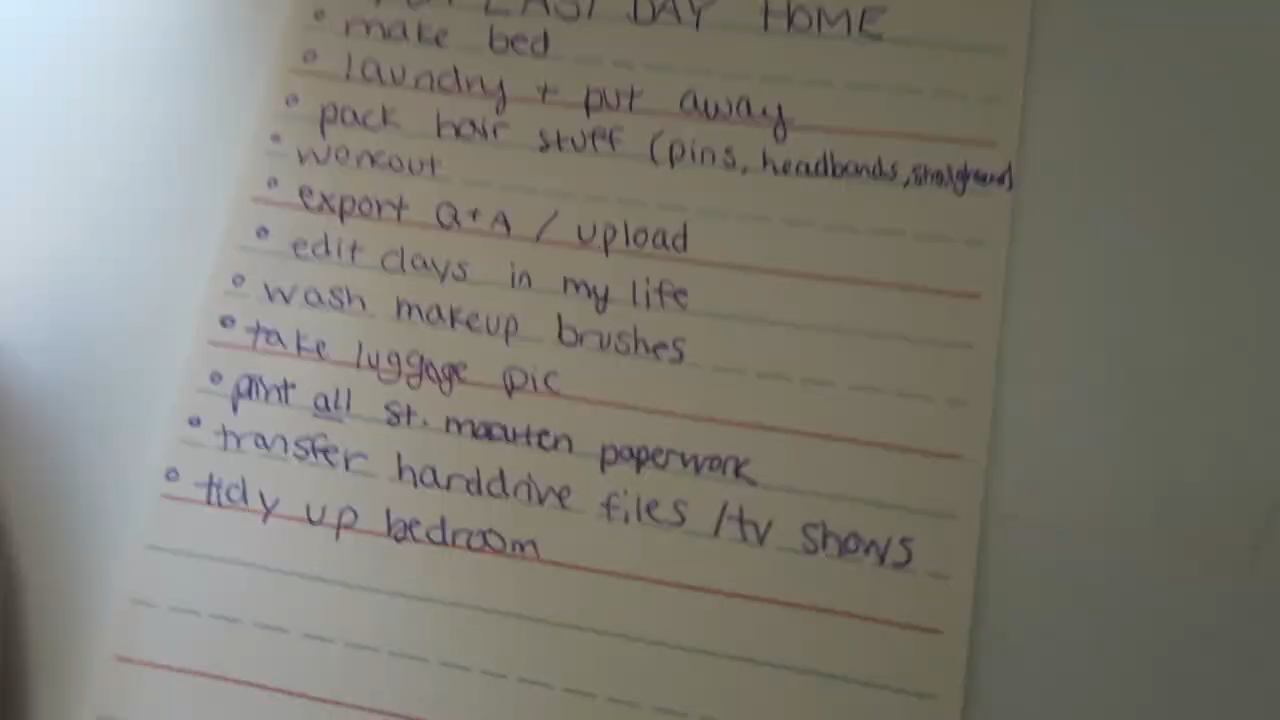 LAST DAY HOME
• make bed
• laundry + put away
• pack hair stuff (pins, headbands,
• workout
• export Q+A / upload
• edit days in my life
• wash makeup brushes
• take luggage pic
• print all St. maarten paperwork
• transfer harddrive files / tv shows
• tidy up bedroom